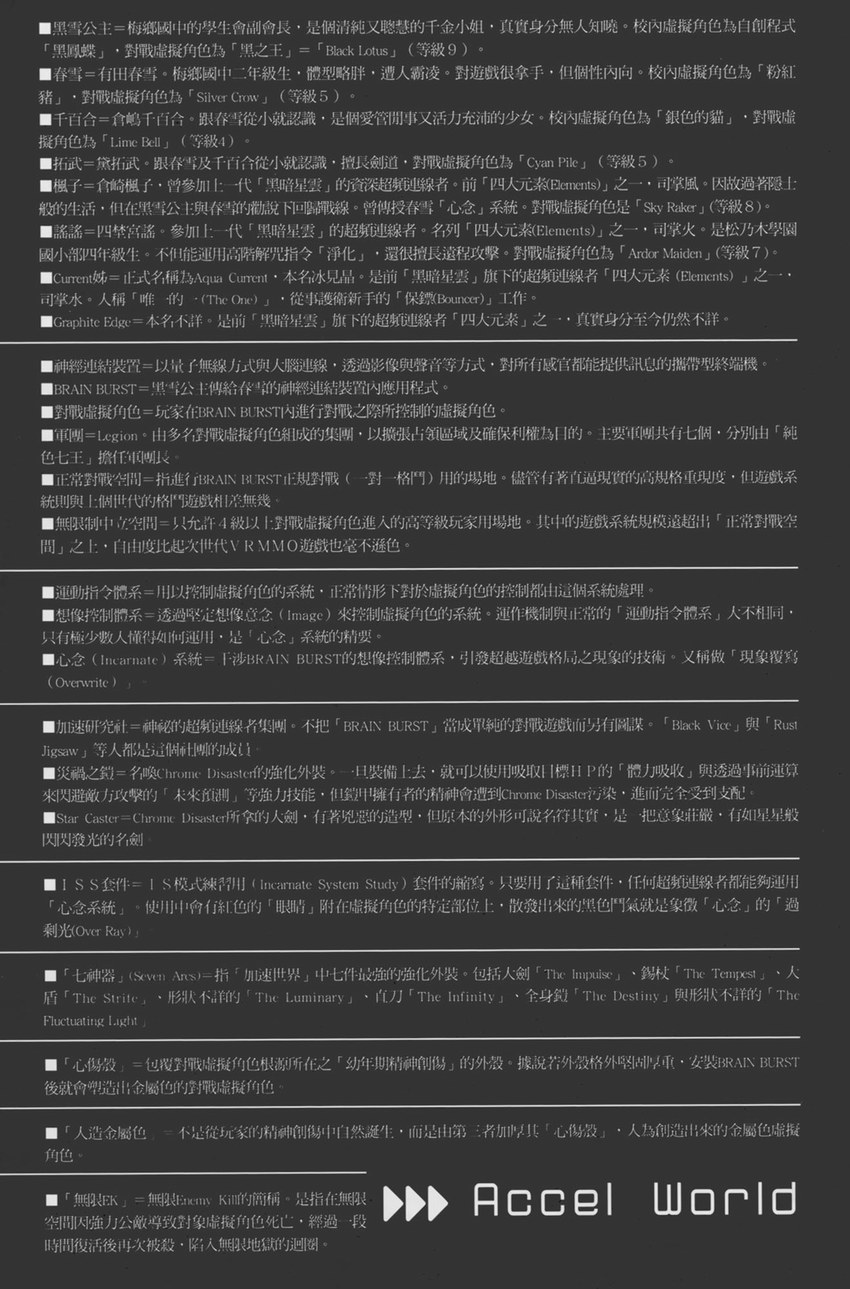 ■黑雪公主＝梅鄉國中的學生會副會長，是個清純又聰慧的千金小姐，真實身分無人知曉。校內虛擬角色為自創程式
「黑鳳蝶」，對戰虛擬角色為「黑之王」＝「Black Lotus」（等級９）。
■春雪＝有田春雪。梅鄉國中二年級生，體型略胖，遭人霸凌。對遊戲很拿手，但個性內向。校內虛擬角色為「粉紅
豬」，對戰虛擬角色為「Silver Crow」（等級５）。
■千百合＝倉嶋千百合。跟春雪從小就認識，是個愛管閒事又活力充沛的少女。校內虛擬角色為「銀色的貓」，對戰虛
擬角色為「Lime Bell」（等級4）。
■拓武＝黛拓武。跟春雪及千百合從小就認識，擅長劍道，對戰虛擬角色為「Cyan Pile」（等級５）。
■楓子＝倉崎楓子，曾參加上一代「黑暗星雲」的資深超頻連線者。前「四大元素(Elements)」之一，司掌風。因故過著隱士
般的生活，但在黑雪公主與春雪的勸說下回歸戰線。曾傳授春雪「心念」系統。對戰虛擬角色是「Sky Raker」(等級８)。
■謠謠＝四埜宮謠。參加上一代「黑暗星雲」的超頻連線者。名列「四大元素(Elements)」之一，司掌火。是松乃木學園
國小部四年級生。不但能運用高階解咒指令「淨化」，還很擅長遠程攻擊。對戰虛擬角色為「Ardor Maiden」(等級７)。
■Current姊＝正式名稱為Aqua Current，本名冰見晶。是前「黑暗星雲」旗下的超頻連線者「四大元素 (Elements) 」之一，
司掌水。人稱「唯一的一(The One) 」，從事護衛新手的「保鑣(Bouncer)」工作。
■Graphite Edge＝本名不詳。是前「黑暗星雲」旗下的超頻連線者「四大元素」之一，真實身分至今仍然不詳。
■神經連結裝置＝以量子無線方式與大腦連線，透過影像與聲音等方式，對所有感官都能提供訊息的攜帶型終端機。
■BRAIN BURST＝黑雪公主傳給春雪的神經連結裝置內應用程式。
■對戰虛擬角色＝玩家在BRAIN BURST內進行對戰之際所控制的虛擬角色。
■軍團＝Legion。由多名對戰虛擬角色組成的集團，以擴張占領區域及確保利權為目的。主要軍團共有七個，分別由「純
色七王」擔任軍團長。
■正常對戰空間＝指進行BRAIN BURST正規對戰（一對一格鬥）用的場地。儘管有著直逼現實的高規格重現度，但遊戲系
統則與上個世代的格鬥遊戲相差無幾。
■無限制中立空間＝只允許４級以上對戰虛擬角色進入的高等級玩家用場地。其中的遊戲系統規模遠超出「正常對戰空
間」之上，自由度比起次世代ＶＲＭＭＯ遊戲也毫不遜色。
■運動指令體系＝用以控制虛擬角色的系統，正常情形下對於虛擬角色的控制都由這個系統處理。
■想像控制體系＝透過堅定想像意念（Image）來控制虛擬角色的系統。運作機制與正常的「運動指令體系」大不相同，
只有極少數人懂得如何運用，是「心念」系統的精要。
■心念（Incarnate）系統＝干涉BRAIN BURST的想像控制體系，引發超越遊戲格局之現象的技術。又稱做「現象覆寫
（Overwrite）」。
■加速研究社＝神祕的超頻連線者集團。不把「BRAIN BURST」當成單純的對戰遊戲而另有圖謀。「Black Vice」與「Rust
Jigsaw」等人都是這個社團的成員。
■災禍之鎧＝名喚Chrome Disaster的強化外裝。一旦裝備上去，就可以使用吸取目標ＨＰ的「體力吸收」與透過事前運算
來閃避敵方攻擊的「未來預測」等強力技能，但鎧甲擁有者的精神會遭到Chrome Disaster污染，進而完全受到支配。
■Star Caster＝Chrome Disaster所拿的大劍，有著兇惡的造型，但原本的外形可說名符其實，是一把意象莊嚴，有如星星般
閃閃發光的名劍。
■ＩＳＳ套件＝ＩＳ模式練習用（Incarnate System Study）套件的縮寫。只要用了這種套件，任何超頻連線者都能夠運用
「心念系統」。使用中會有紅色的「眼睛」附在虛擬角色的特定部位上，散發出來的黑色鬥氣就是象徵「心念」的「過
剩光(Over Ray)」。
■「七神器」(Seven Arcs)＝指「加速世界」中七件最強的強化外裝。包括大劍「The Impulse」、錫杖「The Tempest」、大
盾「The Strife」、形狀不詳的「The Luminary」、直刀「The Infinity」、全身鎧「The Destiny」與形狀不詳的「The
Fluctuating Light」。
■「心傷殼」＝包覆對戰虛擬角色根源所在之「幼年期精神創傷」的外殼。據說若外殼格外堅固厚重，安裝BRAIN BURST
後就會塑造出金屬色的對戰虛擬角色。
■「人造金屬色」＝不是從玩家的精神創傷中自然誕生，而是由第三者加厚其「心傷殼」，人為創造出來的金屬色虛擬
角色。
■「無限EK」＝無限Enemy Kill的簡稱。是指在無限
空間因強力公敵導致對象虛擬角色死亡，經過一段
時間復活後再次被殺，陷入無限地獄的迴圈。
Accel World